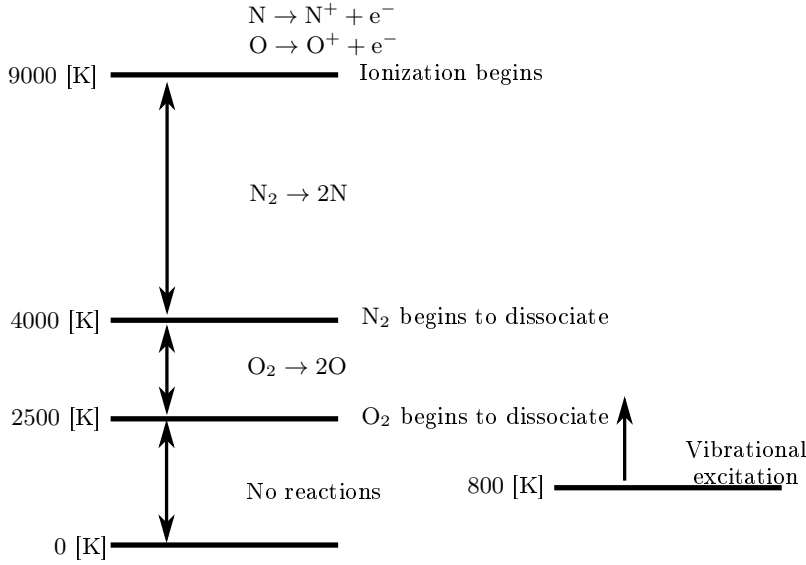 N → N⁺ + e⁻
O → O⁺ + e⁻
9000 [K]
Ionization begins
N₂ → 2N
4000 [K]
N₂ begins to dissociate
O₂ → 2O
2500 [K]
O₂ begins to dissociate
Vibrational
excitation
800 [K]
No reactions
0 [K]